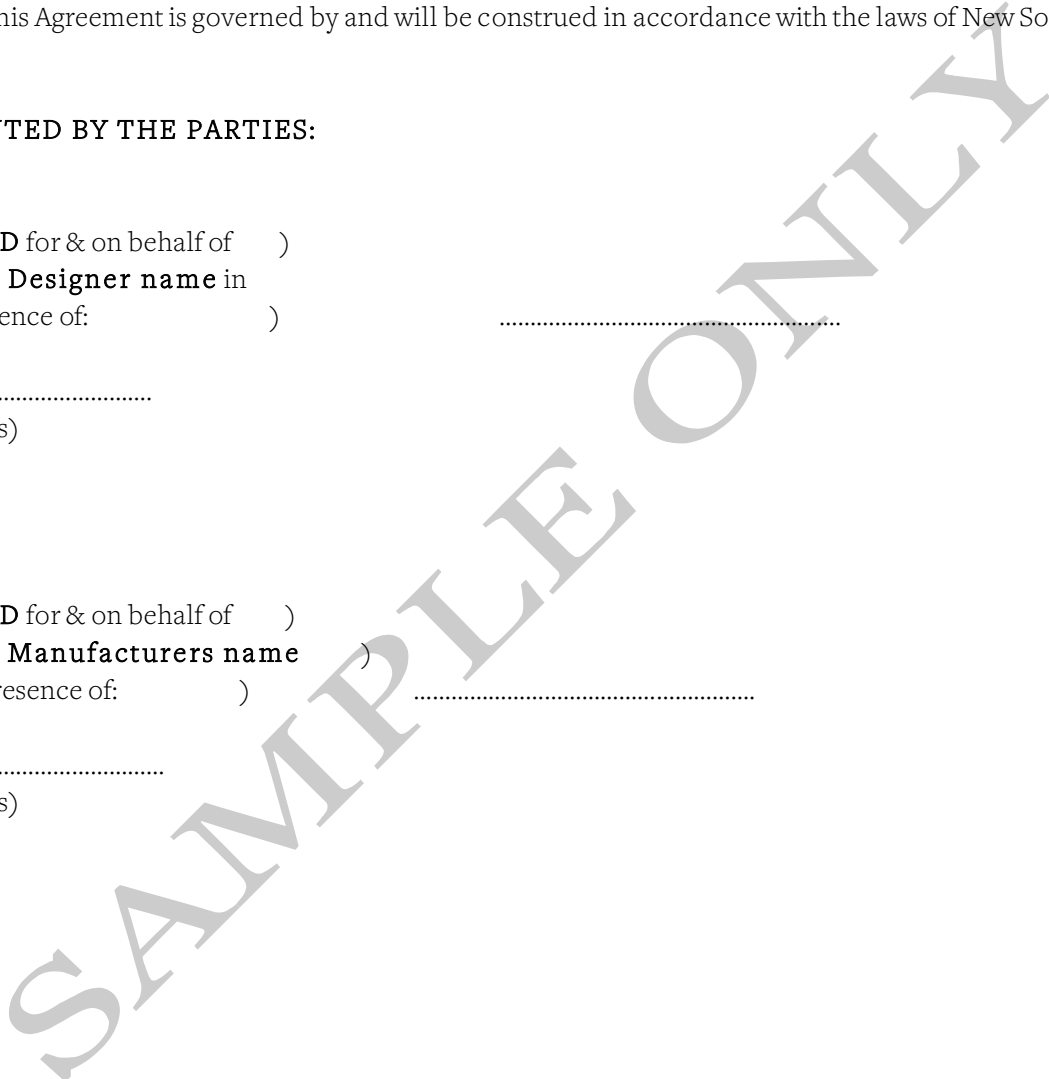 his Agreement is governed by and will be construed in accordance with the laws of New So
TED BY THE PARTIES:
D for & on behalf of )
Designer name in
ence of: ) .......................................................
.........................
s)
D for & on behalf of )
Manufacturers name )
resence of: ) .......................................................
...........................
s)
SAMPLE ONLY